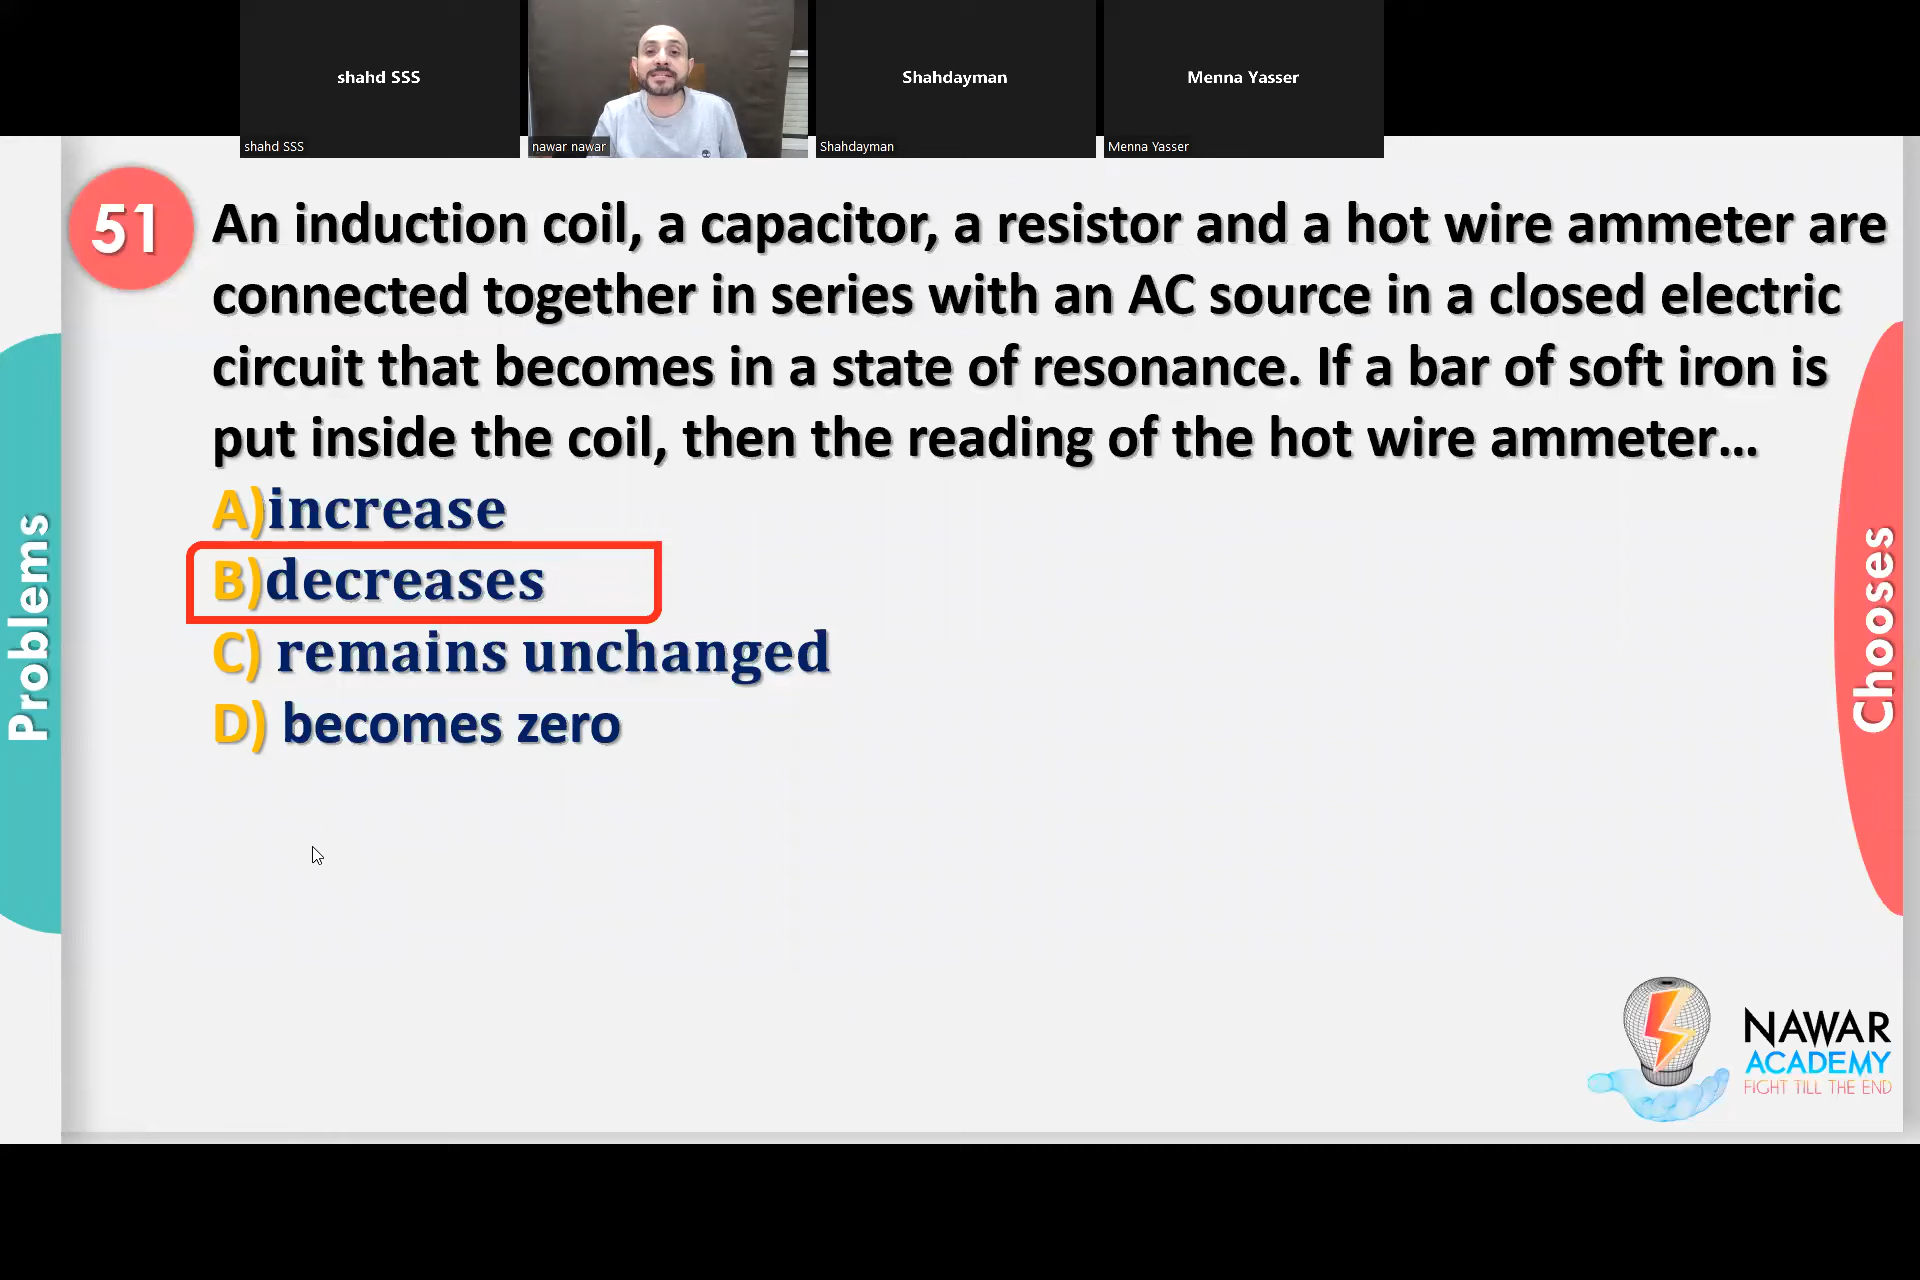 shahd SSS
Shahdayman
Menna Yasser
shahd SSS
nawar nawar
Shahdayman
Menna Yasser
51
An induction coil, a capacitor, a resistor and a hot wire ammeter are
connected together in series with an AC source in a closed electric
circuit that becomes in a state of resonance. If a bar of soft iron is
put inside the coil, then the reading of the hot wire ammeter...
A)increase
B)decreases
C) remains unchanged
D) becomes zero
Problems
Chooses
NAWAR
ACADEMY
FIGHT TILL THE END